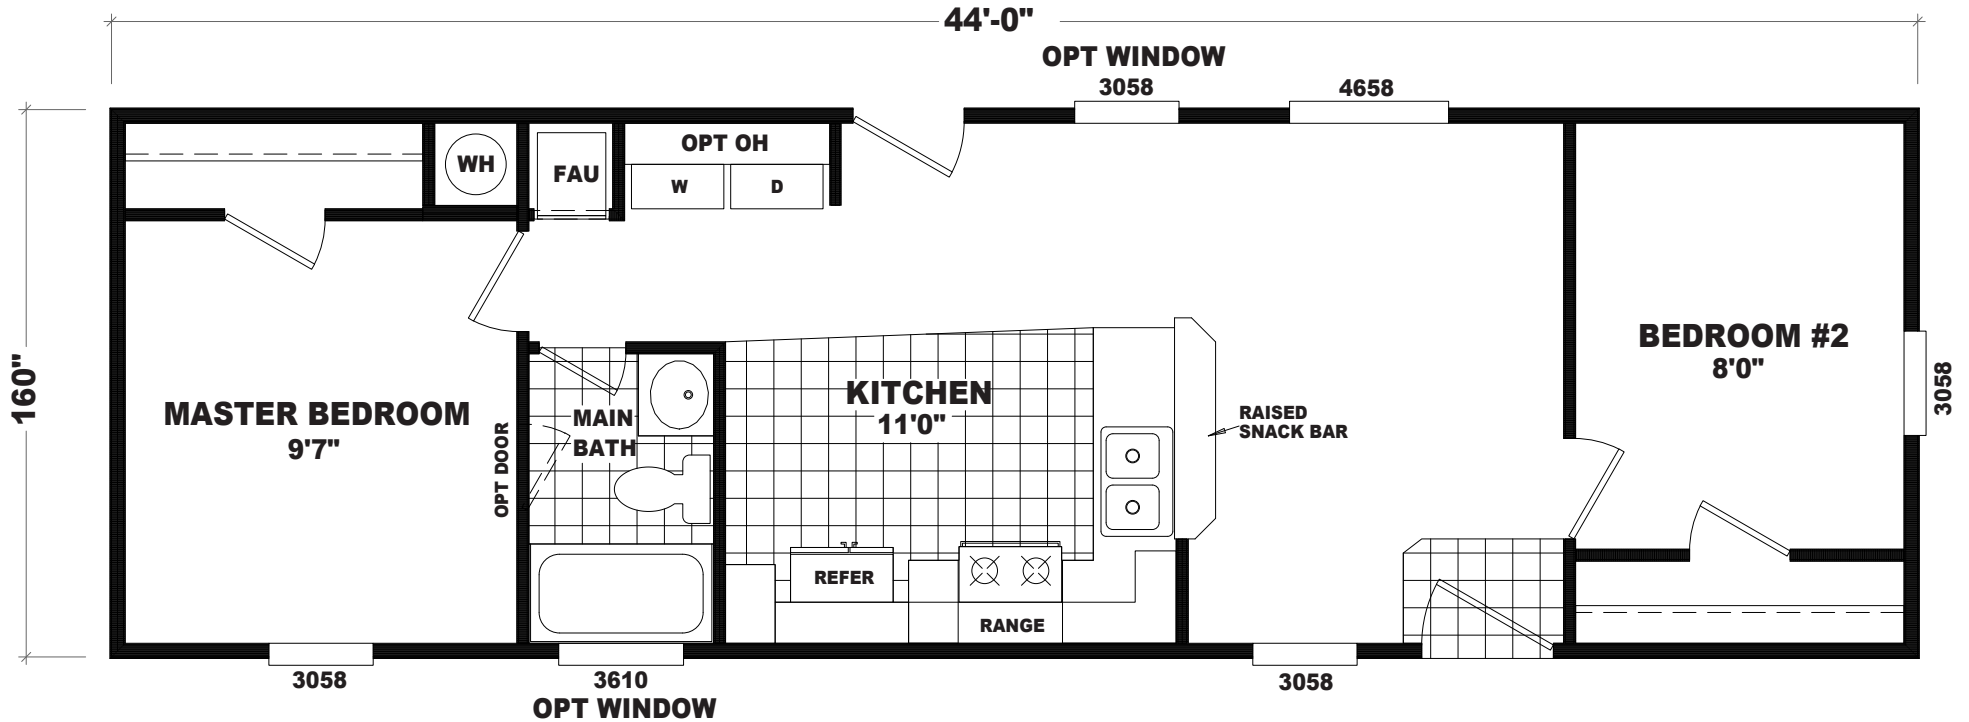 44'-0"
OPT WINDOW
3058
4658
160"
WH
FAU
OPT OH
W
D
MASTER BEDROOM
9'7"
OPT DOOR
MAIN
BATH
KITCHEN
11'0"
RAISED
SNACK BAR
BEDROOM #2
8'0"
3058
REFER
RANGE
3058
3610
OPT WINDOW
3058